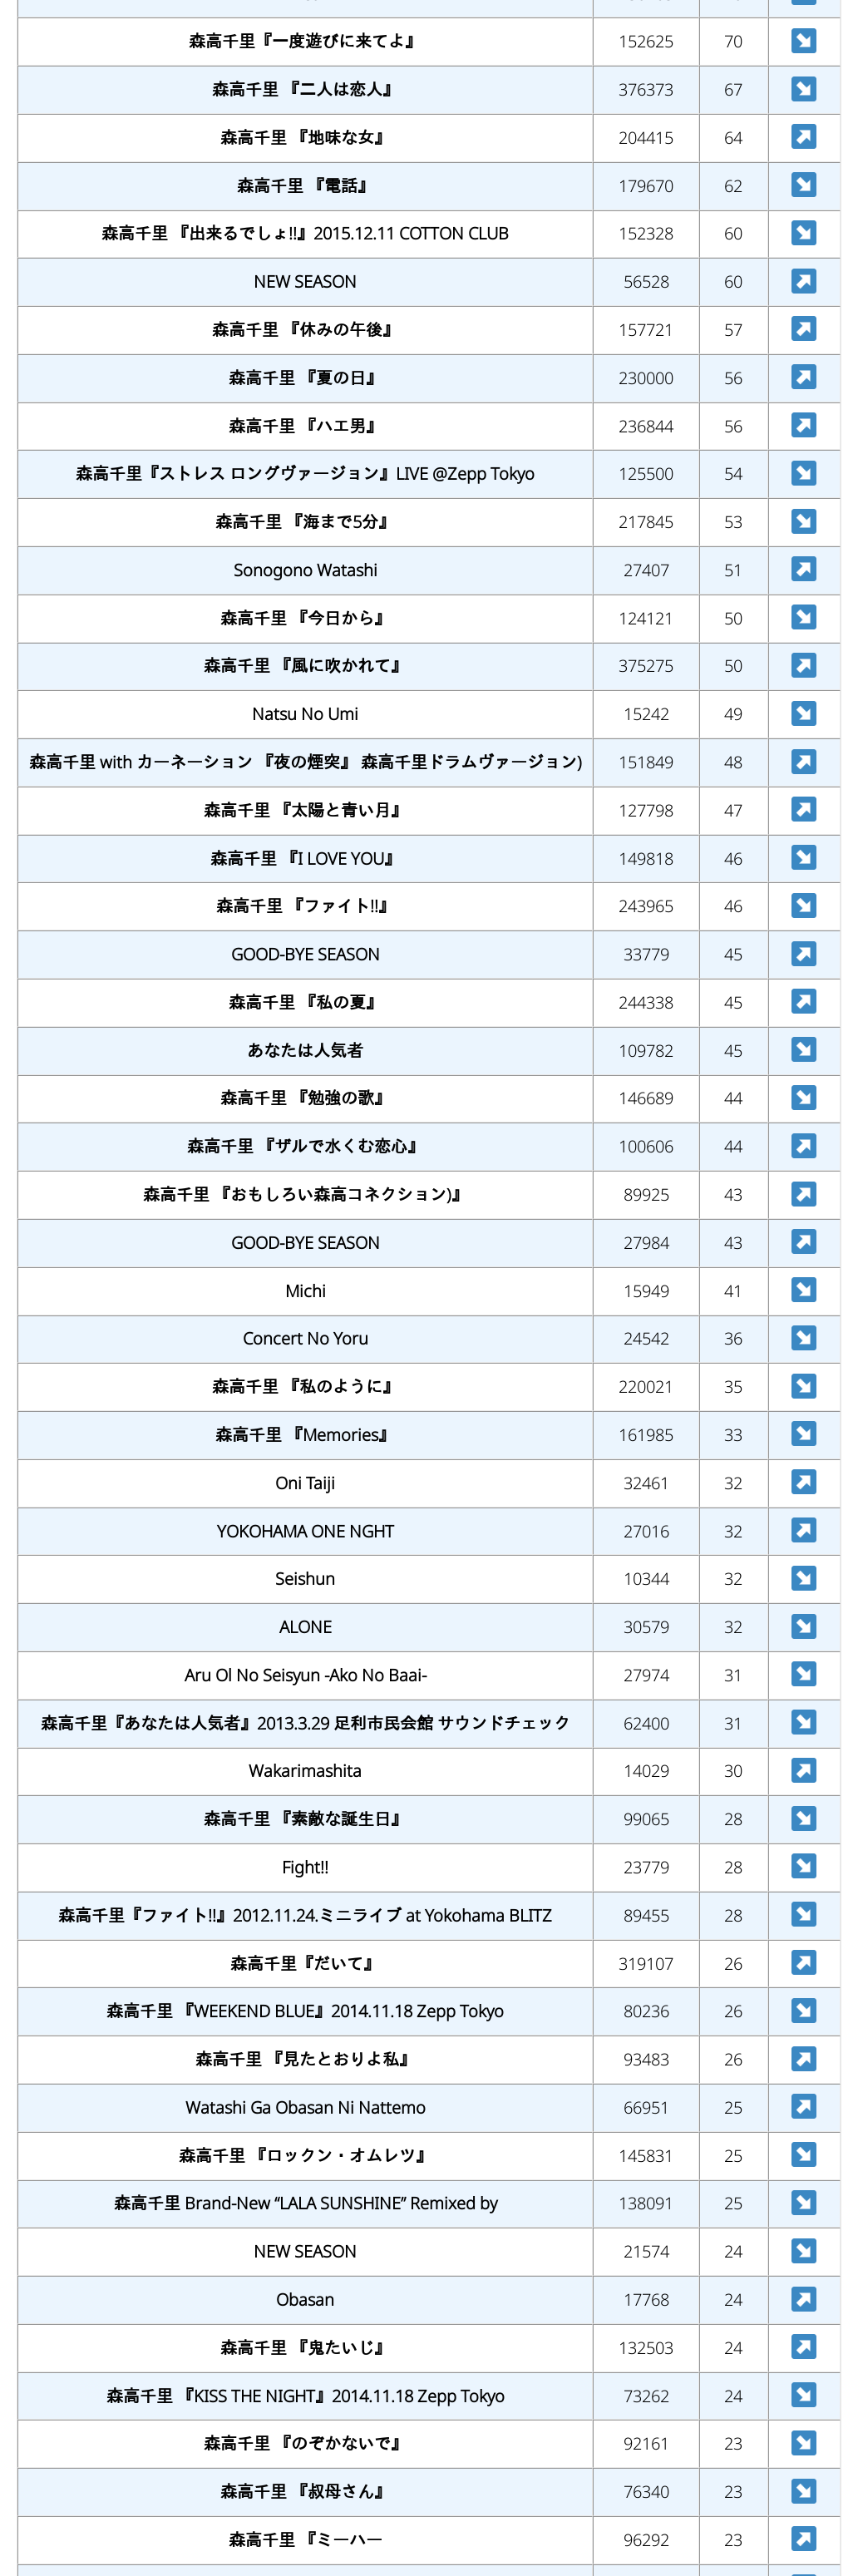 森高千里『一度遊びに来てよ』 152625 70
森高千里 『二人は恋人』 376373 67
森高千里 『地味な女』 204415 64
森高千里 『電話』 179670 62
森高千里 『出来るでしょ!!』2015.12.11 COTTON CLUB 152328 60
NEW SEASON 56528 60
森高千里 『休みの午後』 157721 57
森高千里 『夏の日』 230000 56
森高千里 『ハエ男』 236844 56
森高千里『ストレス ロングヴァージョン』LIVE @Zepp Tokyo 125500 54
森高千里 『海まで5分』 217845 53
Sonogono Watashi 27407 51
森高千里 『今日から』 124121 50
森高千里 『風に吹かれて』 375275 50
Natsu No Umi 15242 49
森高千里 with カーネーション 『夜の煙突』 森高千里ドラムヴァージョン) 151849 48
森高千里 『太陽と青い月』 127798 47
森高千里 『I LOVE YOU』 149818 46
森高千里 『ファイト!!』 243965 46
GOOD-BYE SEASON 33779 45
森高千里 『私の夏』 244338 45
あなたは人気者 109782 45
森高千里 『勉強の歌』 146689 44
森高千里 『ザルで水くむ恋心』 100606 44
森高千里 『おもしろい森高コネクション)』 89925 43
GOOD-BYE SEASON 27984 43
Michi 15949 41
Concert No Yoru 24542 36
森高千里 『私のように』 220021 35
森高千里 『Memories』 161985 33
Oni Taiji 32461 32
YOKOHAMA ONE NGHT 27016 32
Seishun 10344 32
ALONE 30579 32
Aru Ol No Seisyun -Ako No Baai- 27974 31
森高千里『あなたは人気者』2013.3.29 足利市民会館 サウンドチェック 62400 31
Wakarimashita 14029 30
森高千里 『素敵な誕生日』 99065 28
Fight!! 23779 28
森高千里『ファイト!!』2012.11.24.ミニライブ at Yokohama BLITZ 89455 28
森高千里『だいて』 319107 26
森高千里 『WEEKEND BLUE』2014.11.18 Zepp Tokyo 80236 26
森高千里 『見たとおりよ私』 93483 26
Watashi Ga Obasan Ni Nattemo 66951 25
森高千里 『ロックン・オムレツ』 145831 25
森高千里 Brand-New “LALA SUNSHINE” Remixed by 138091 25
NEW SEASON 21574 24
Obasan 17768 24
森高千里 『鬼たいじ』 132503 24
森高千里 『KISS THE NIGHT』2014.11.18 Zepp Tokyo 73262 24
森高千里 『のぞかないで』 92161 23
森高千里 『叔母さん』 76340 23
森高千里 『ミーハー 96292 23